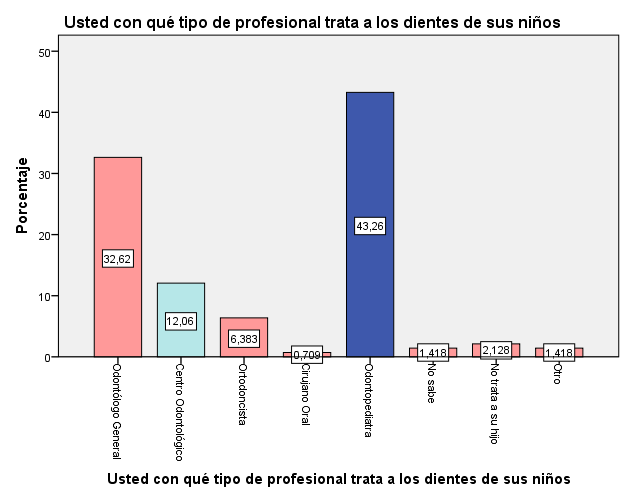 Usted con qué tipo de profesional trata a los dientes de sus niños
50
40
30
20
10
0
Porcentaje
32,62
12,06
6,383
0,709
43,26
1,418
2,128
1,418
Odontólogo General
Centro Odontológico
Ortodoncista
Cirujano Oral
Odontopediatra
No sabe
No trata a su hijo
Otro
Usted con qué tipo de profesional trata a los dientes de sus niños